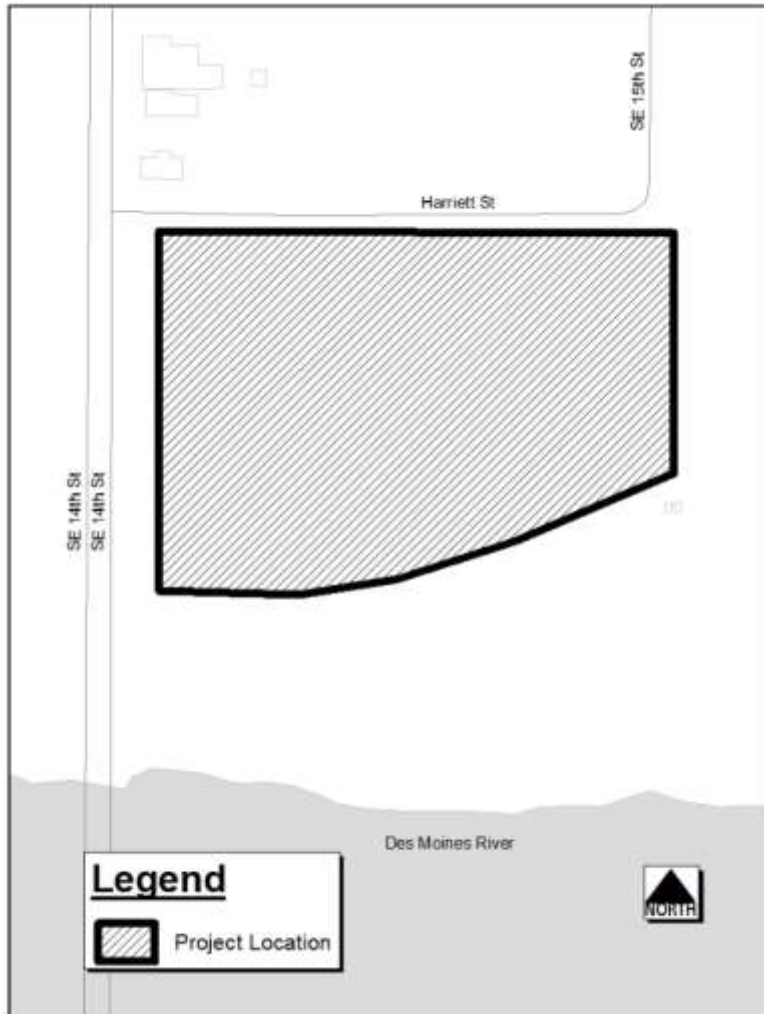 SE 15th St
Harriett St
SE 14th St
SE 14th St
Des Moines River
Legend
Project Location
NORTH